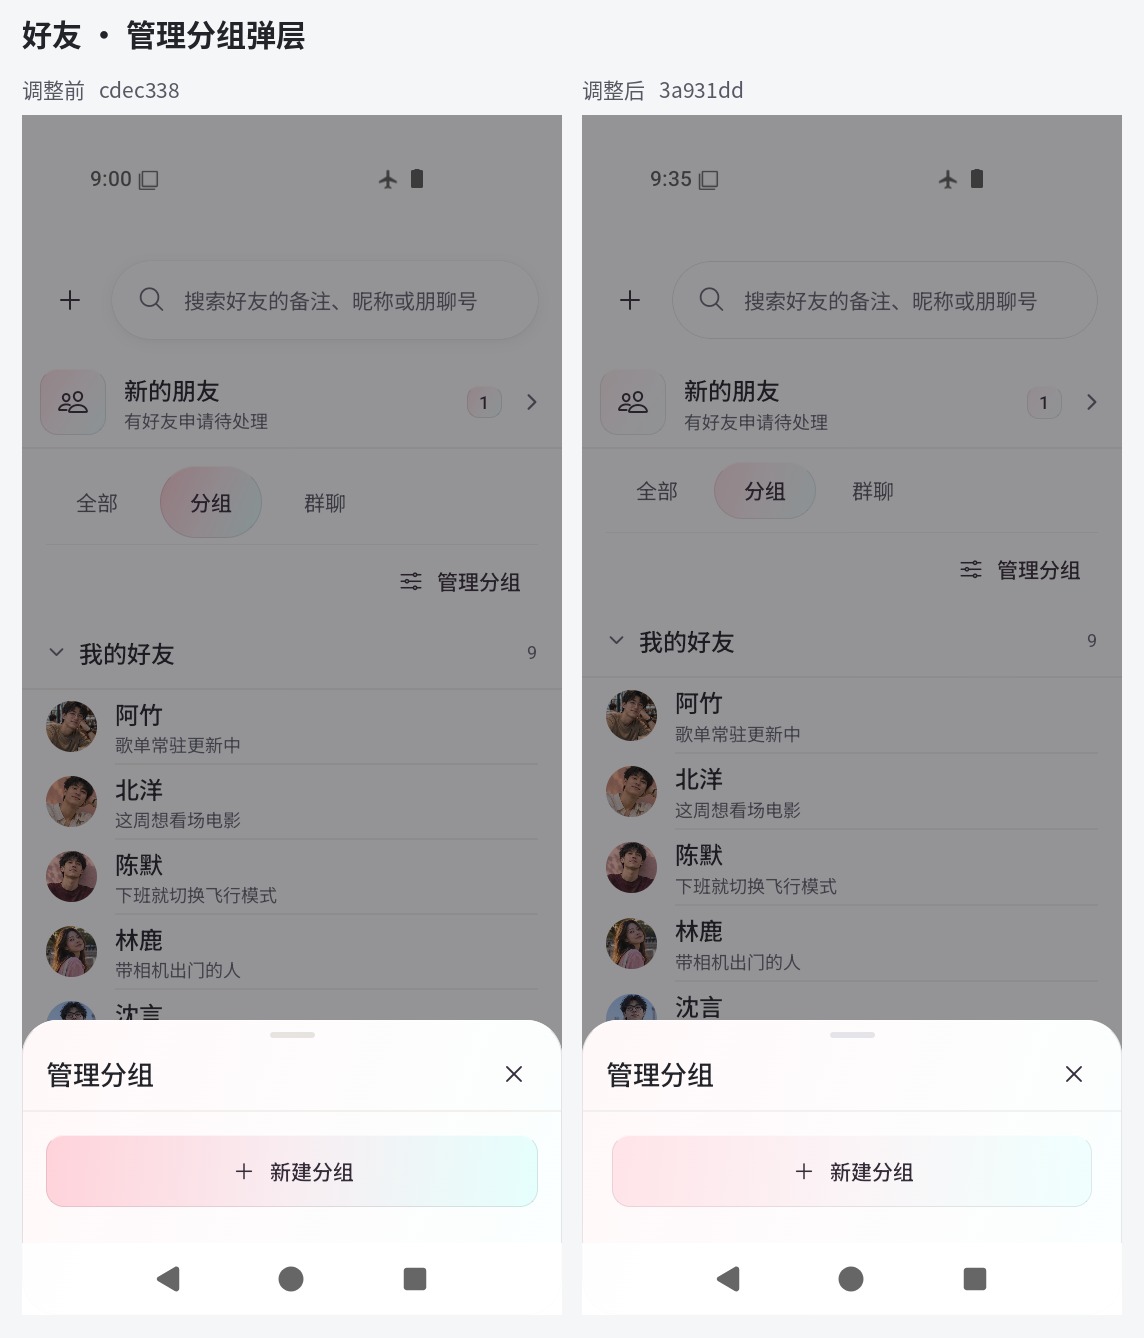 好友 · 管理分组弹层
调整前 cdec338
9:00
搜索好友的备注、昵称或朋聊号
新的朋友
有好友申请待处理
1
全部 分组 群聊
管理分组
我的好友 9
阿竹
歌单常驻更新中
北洋
这周想看场电影
陈默
下班就切换飞行模式
林鹿
带相机出门的人
沈言
管理分组
新建分组
调整后 3a931dd
9:35
搜索好友的备注、昵称或朋聊号
新的朋友
有好友申请待处理
1
全部 分组 群聊
管理分组
我的好友 9
阿竹
歌单常驻更新中
北洋
这周想看场电影
陈默
下班就切换飞行模式
林鹿
带相机出门的人
沈言
管理分组
新建分组